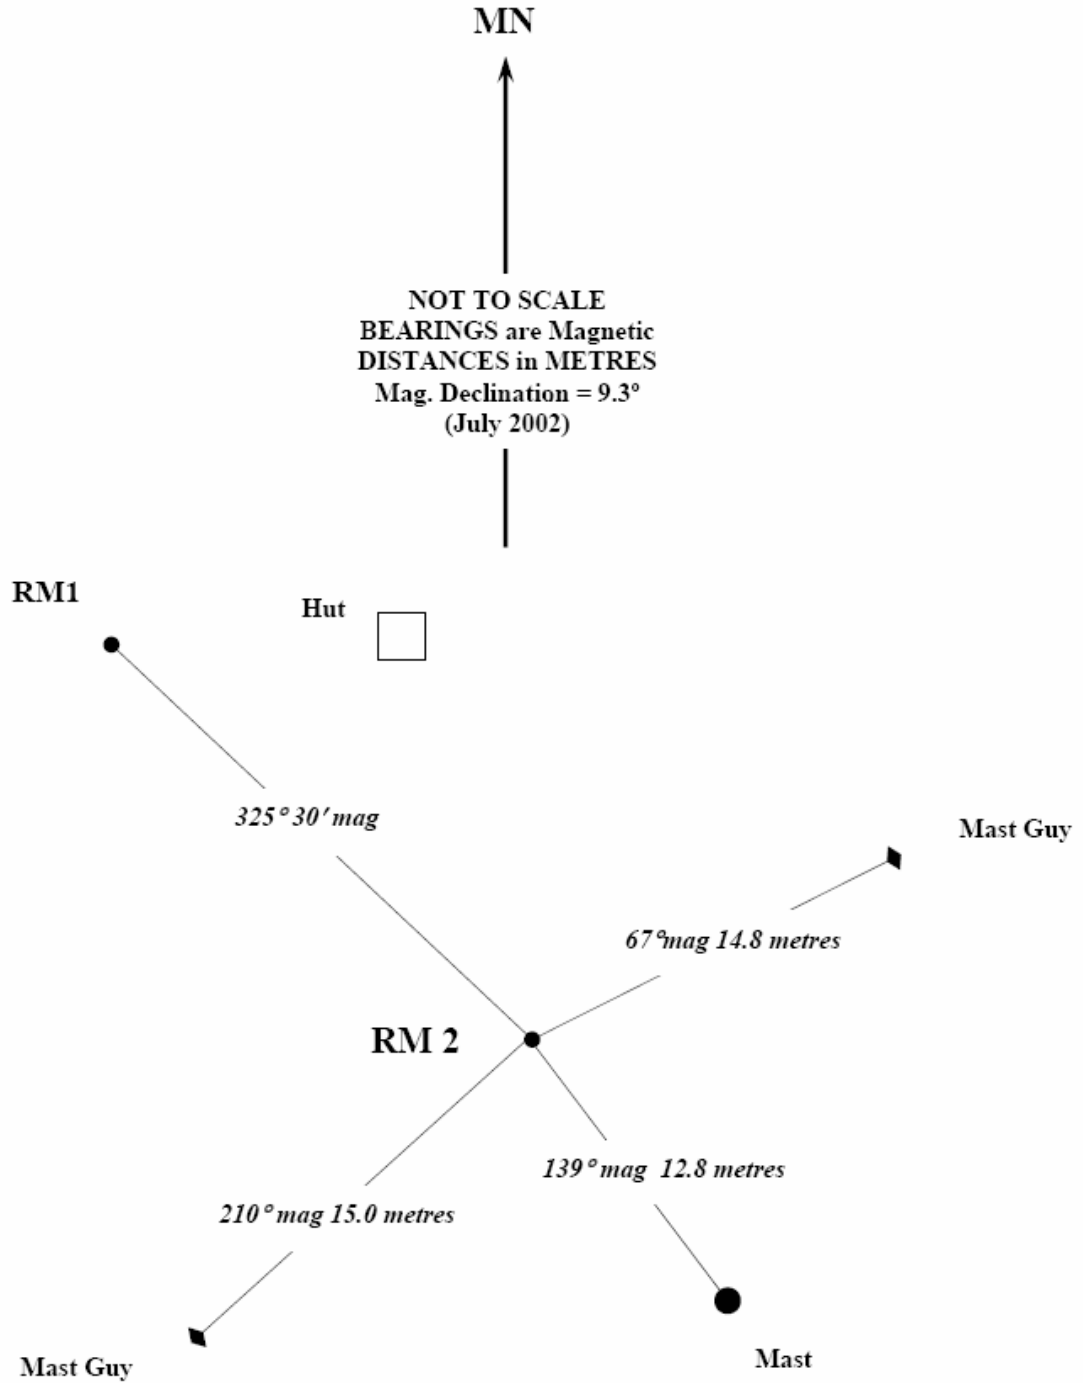 MN
NOT TO SCALE
BEARINGS are Magnetic
DISTANCES in METRES
Mag. Declination = 9.3º
(July 2002)
RM1
Hut
325° 30' mag
Mast Guy
67°mag 14.8 metres
RM 2
139° mag 12.8 metres
210° mag 15.0 metres
Mast
Mast Guy